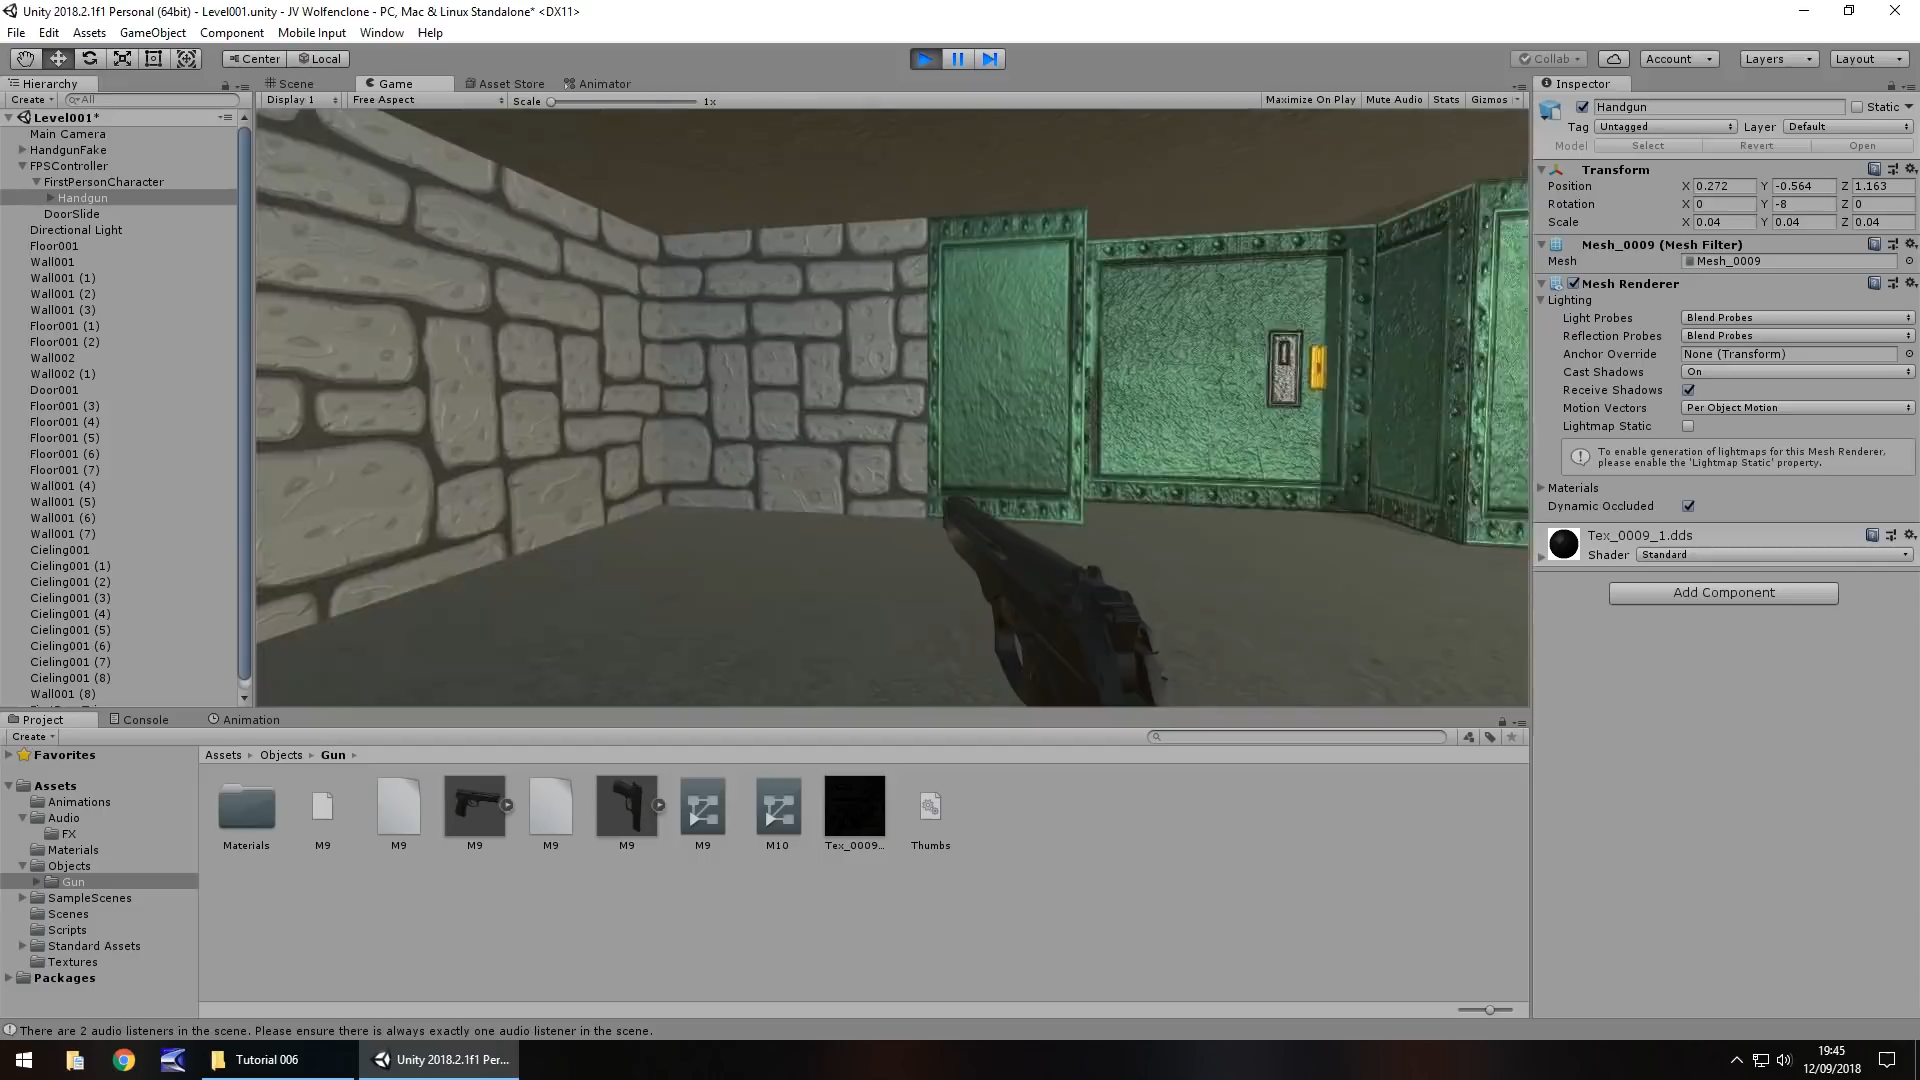 Unity 2018.2.1f1 Personal (64bit) - Level001.unity - JV Wolfenclone - PC, Mac & Linux Standalone* <DX11>
File Edit Assets GameObject Component Mobile Input Window Help
Center Local Collab Account Layers Layout
Hierarchy Scene Game Asset Store Animator Inspector
Create All Display 1 Free Aspect Scale 1x Maximize On Play Mute Audio Stats Gizmos
Level001*
Main Camera
HandgunFake
FPSController
FirstPersonCharacter
Handgun
DoorSlide
Directional Light
Floor001
Wall001
Wall001 (1)
Wall001 (2)
Wall001 (3)
Floor001 (1)
Floor001 (2)
Wall002
Wall002 (1)
Door001
Floor001 (3)
Floor001 (4)
Floor001 (5)
Floor001 (6)
Floor001 (7)
Wall001 (4)
Wall001 (5)
Wall001 (6)
Wall001 (7)
Cieling001
Cieling001 (1)
Cieling001 (2)
Cieling001 (3)
Cieling001 (4)
Cieling001 (5)
Cieling001 (6)
Cieling001 (7)
Cieling001 (8)
Wall001 (8)
Handgun Static
Tag Untagged Layer Default
Model Select Revert Open
Transform
Position X 0.272 Y -0.564 Z 1.163
Rotation X 0 Y -8 Z 0
Scale X 0.04 Y 0.04 Z 0.04
Mesh_0009 (Mesh Filter)
Mesh Mesh_0009
Mesh Renderer
Lighting
Light Probes Blend Probes
Reflection Probes Blend Probes
Anchor Override None (Transform)
Cast Shadows On
Receive Shadows
Motion Vectors Per Object Motion
Lightmap Static
To enable generation of lightmaps for this Mesh Renderer,
please enable the 'Lightmap Static' property.
Materials
Dynamic Occluded
Tex_0009_1.dds
Shader Standard
Add Component
Project Console Animation
Create
Favorites
Assets
Animations
Audio
FX
Materials
Objects
Gun
SampleScenes
Scenes
Scripts
Standard Assets
Textures
Packages
Assets Objects Gun
Materials M9 M9 M9 M9 M9 M9 M10 Tex_0009... Thumbs
There are 2 audio listeners in the scene. Please ensure there is always exactly one audio listener in the scene.
Tutorial 006 Unity 2018.2.1f1 Per...
19:45
12/09/2018